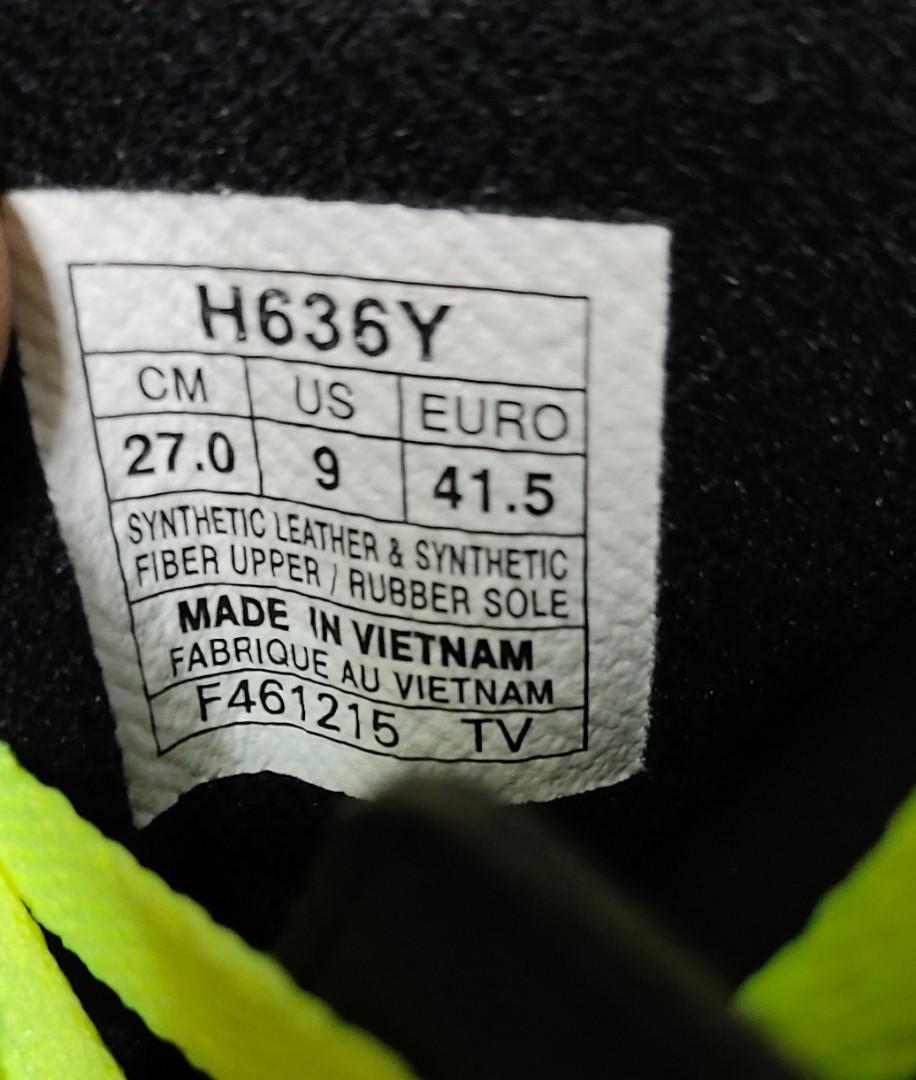 H636Y
CM US EURO
27.0 9 41.5
SYNTHETIC LEATHER & SYNTHETIC
FIBER UPPER / RUBBER SOLE
MADE IN VIETNAM
FABRIQUE AU VIETNAM
F461215 TV